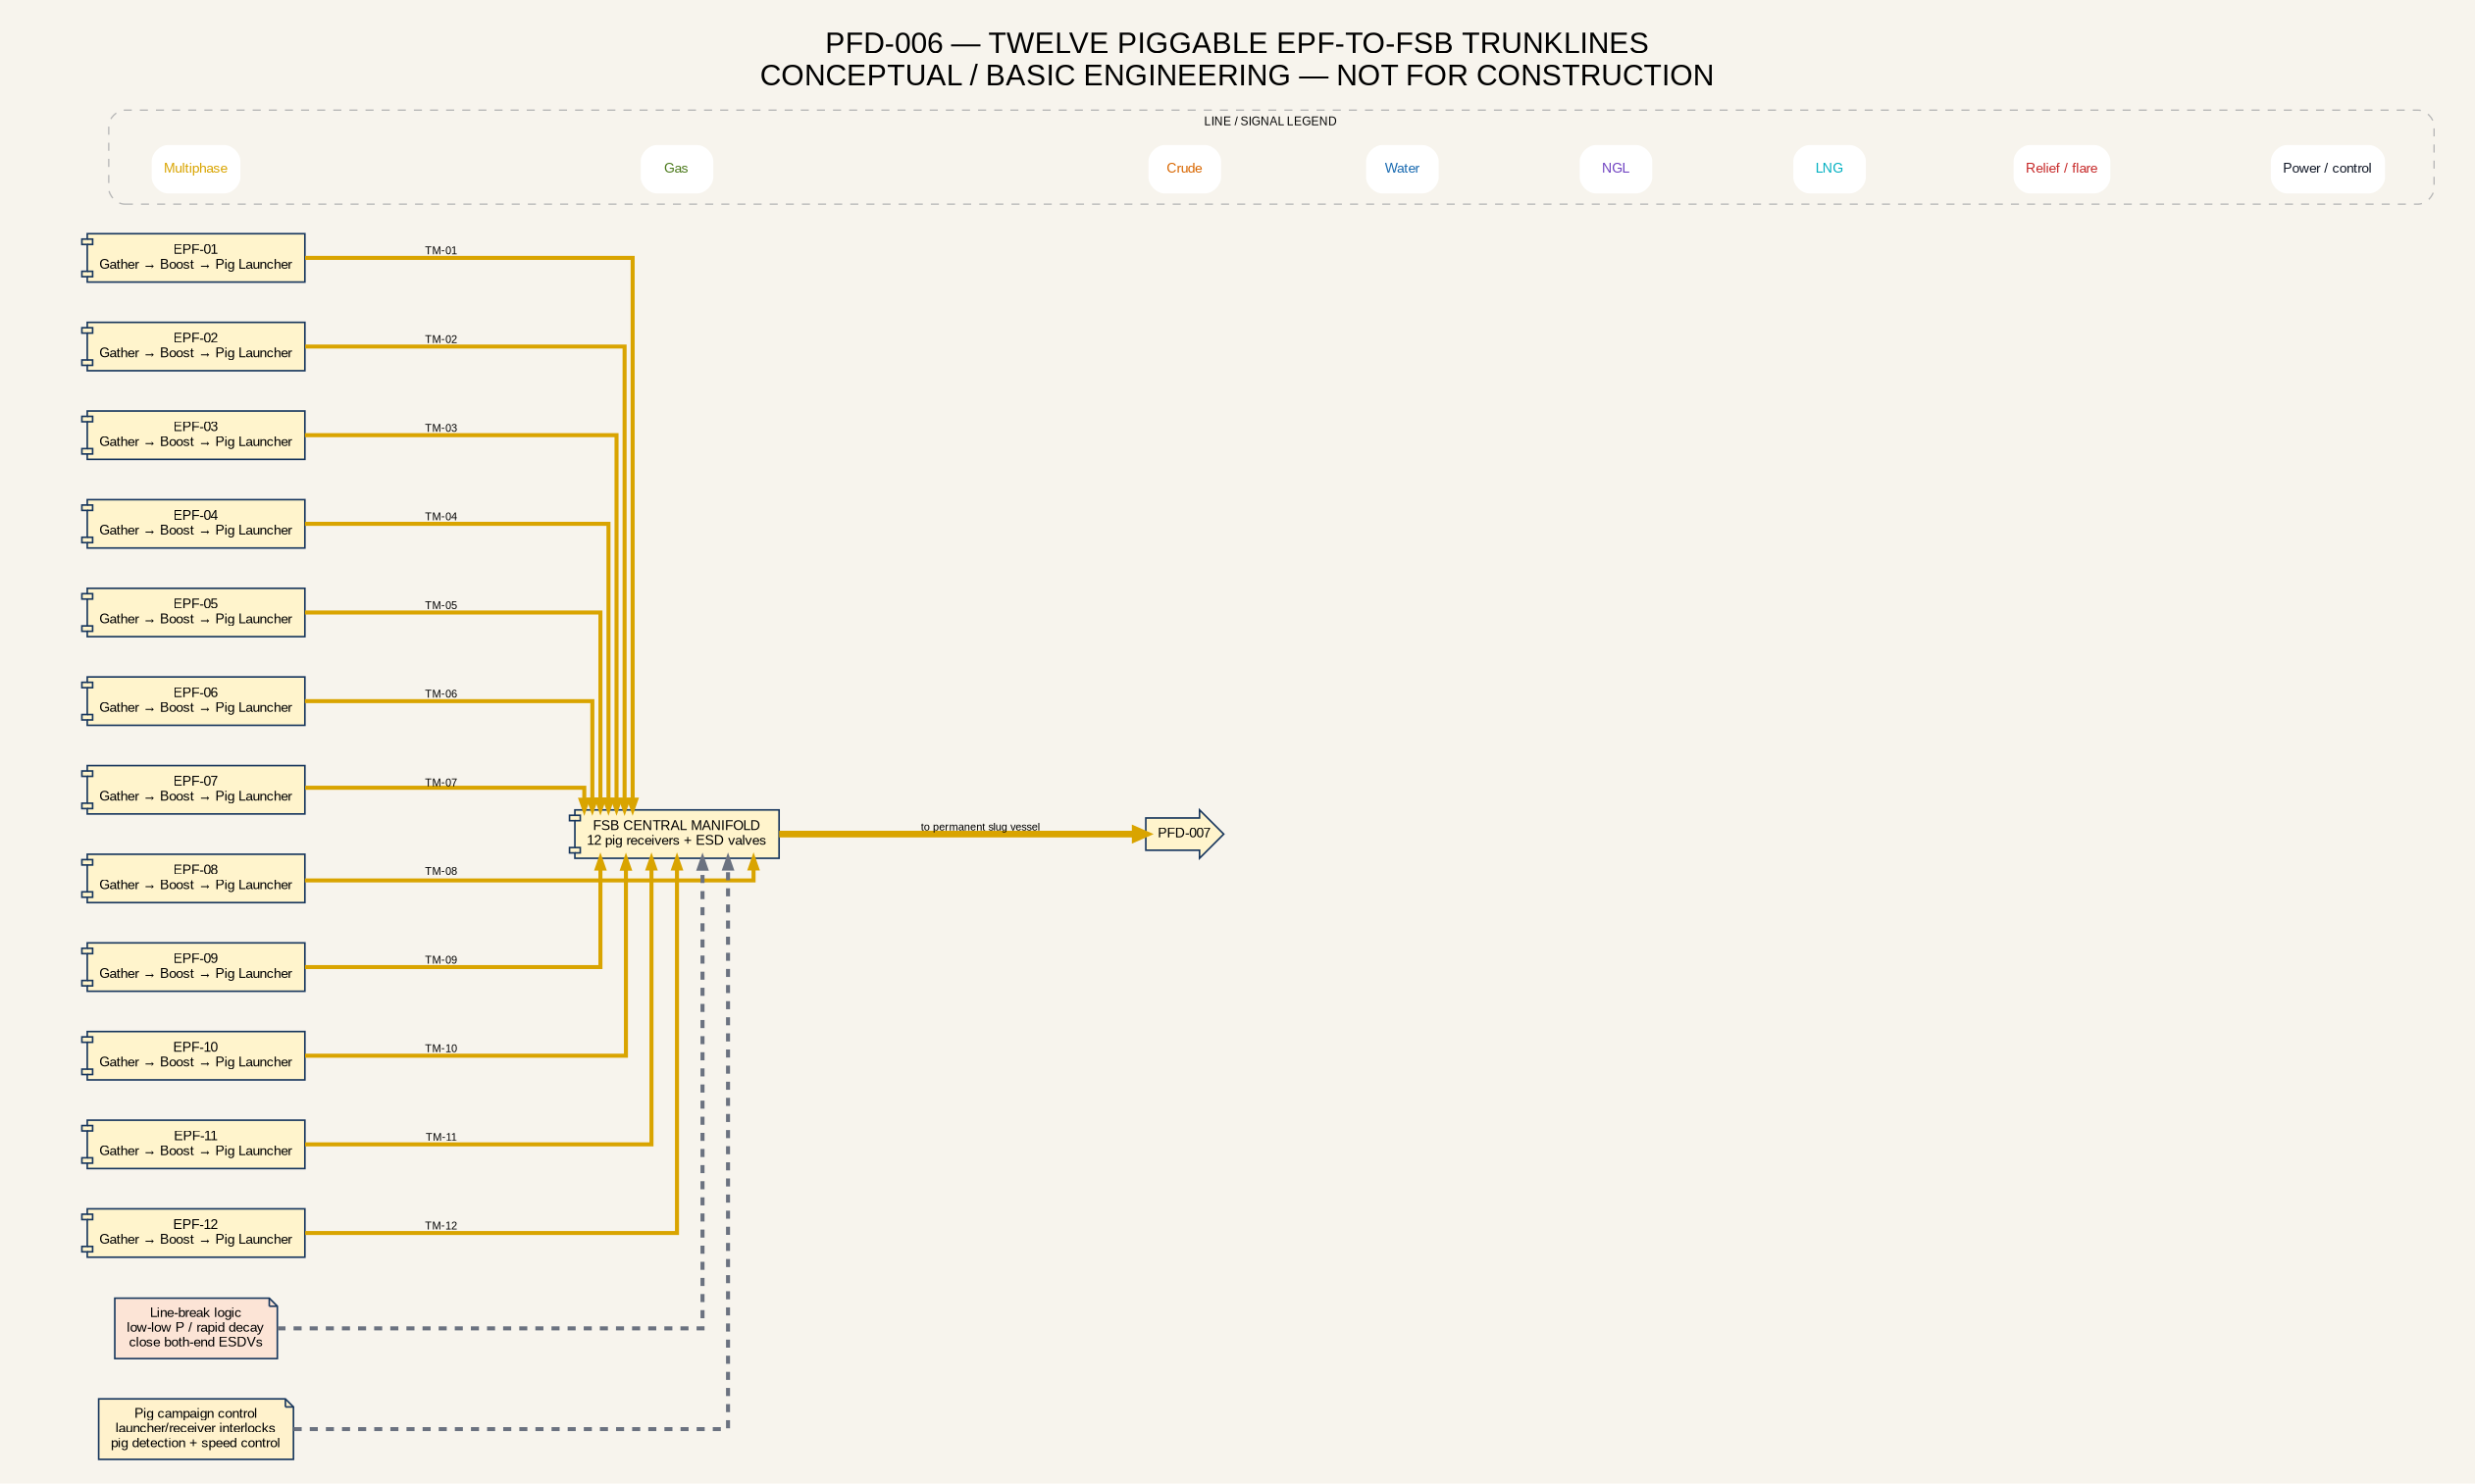 PFD-006 — TWELVE PIGGABLE EPF-TO-FSB TRUNKLINES
CONCEPTUAL / BASIC ENGINEERING — NOT FOR CONSTRUCTION
LINE / SIGNAL LEGEND
Multiphase
Gas
Crude
Water
NGL
LNG
Relief / flare
Power / control
EPF-01
Gather → Boost → Pig Launcher
TM-01
EPF-02
Gather → Boost → Pig Launcher
TM-02
EPF-03
Gather → Boost → Pig Launcher
TM-03
EPF-04
Gather → Boost → Pig Launcher
TM-04
EPF-05
Gather → Boost → Pig Launcher
TM-05
EPF-06
Gather → Boost → Pig Launcher
TM-06
EPF-07
Gather → Boost → Pig Launcher
TM-07
FSB CENTRAL MANIFOLD
12 pig receivers + ESD valves
to permanent slug vessel
PFD-007
EPF-08
Gather → Boost → Pig Launcher
TM-08
EPF-09
Gather → Boost → Pig Launcher
TM-09
EPF-10
Gather → Boost → Pig Launcher
TM-10
EPF-11
Gather → Boost → Pig Launcher
TM-11
EPF-12
Gather → Boost → Pig Launcher
TM-12
Line-break logic
low-low P / rapid decay
close both-end ESDVs
Pig campaign control
launcher/receiver interlocks
pig detection + speed control